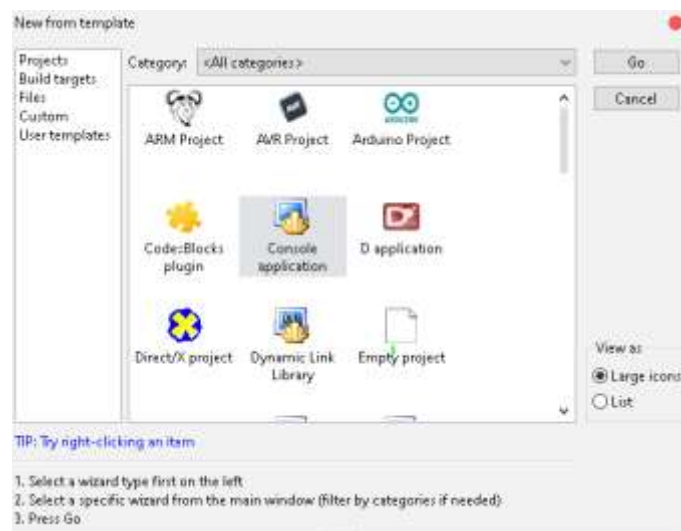 New from template
Projects
Build targets
Files
Custom
User templates
Category: <All categories>
Go
Cancel
ARM Project
AVR Project
ARDUINO
Arduino Project
Code::Blocks plugin
Console application
D application
Direct/X project
Dynamic Link Library
Empty project
View as
Large icons
List
TIP: Try right-clicking an item
1. Select a wizard type first on the left
2. Select a specific wizard from the main window (filter by categories if needed)
3. Press Go